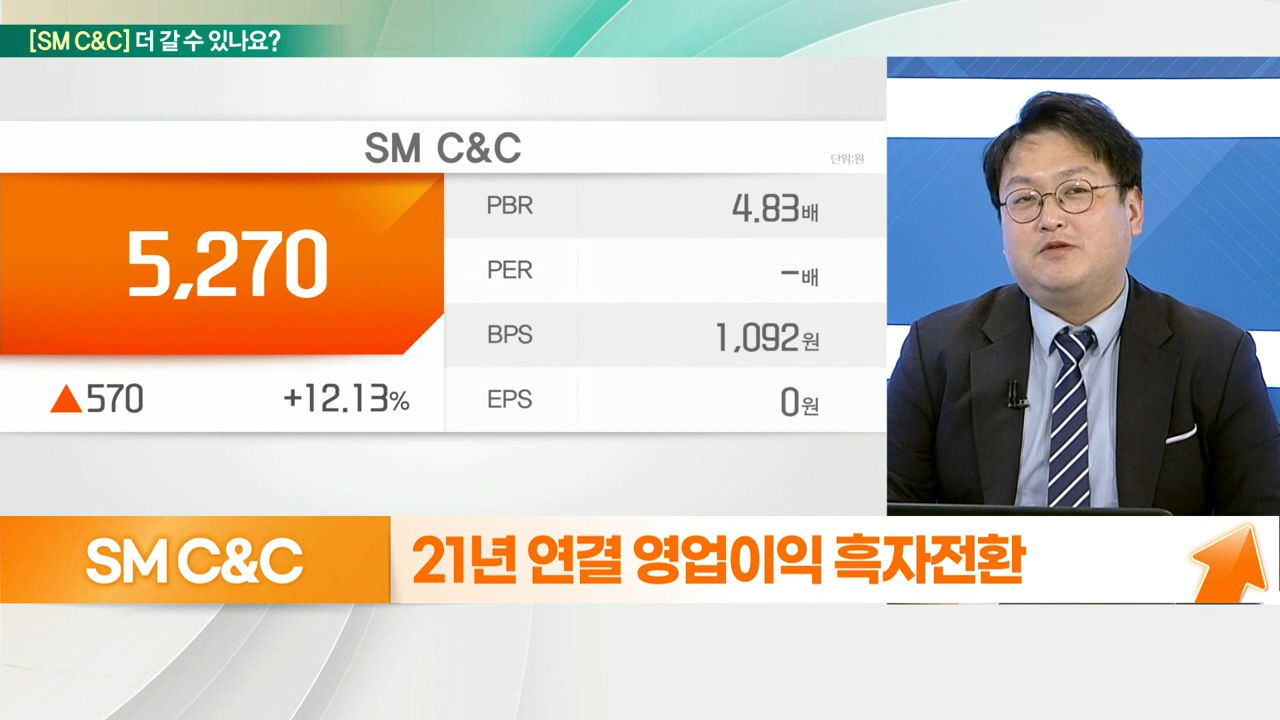 [SM C&C] 더 갈 수 있나요?
SM C&C
단위:원
5,270
▲570 +12.13%
PBR 4.83배
PER -배
BPS 1,092원
EPS 0원
SM C&C 21년 연결 영업이익 흑자전환